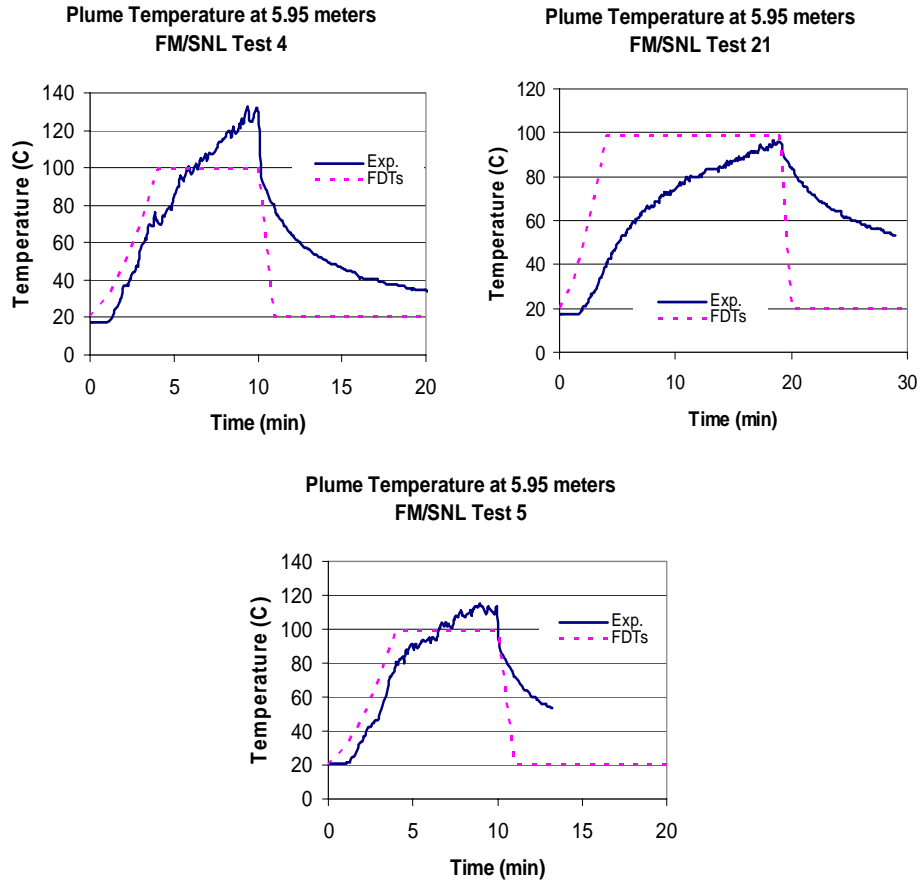 Plume Temperature at 5.95 meters
FM/SNL Test 4
140
120
100
80
60
40
20
0
Temperature (C)
Exp.
FDTs
0 5 10 15 20
Time (min)
Plume Temperature at 5.95 meters
FM/SNL Test 21
120
100
80
60
40
20
0
Temperature (C)
Exp.
FDTs
0 10 20 30
Time (min)
Plume Temperature at 5.95 meters
FM/SNL Test 5
140
120
100
80
60
40
20
0
Temperature (C)
Exp.
FDTs
0 5 10 15 20
Time (min)